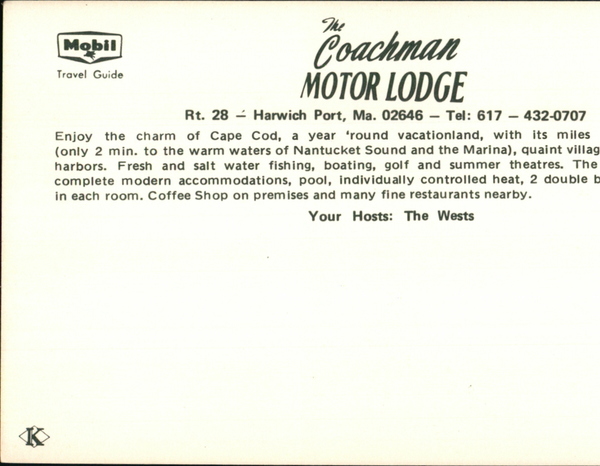 Mobil
Travel Guide
The
Coachman
MOTOR LODGE
Rt. 28 – Harwich Port, Ma. 02646 – Tel: 617 – 432-0707
Enjoy the charm of Cape Cod, a year 'round vacationland, with its miles
(only 2 min. to the warm waters of Nantucket Sound and the Marina), quaint villag
harbors. Fresh and salt water fishing, boating, golf and summer theatres. The
complete modern accommodations, pool, individually controlled heat, 2 double b
in each room. Coffee Shop on premises and many fine restaurants nearby.
Your Hosts: The Wests
K